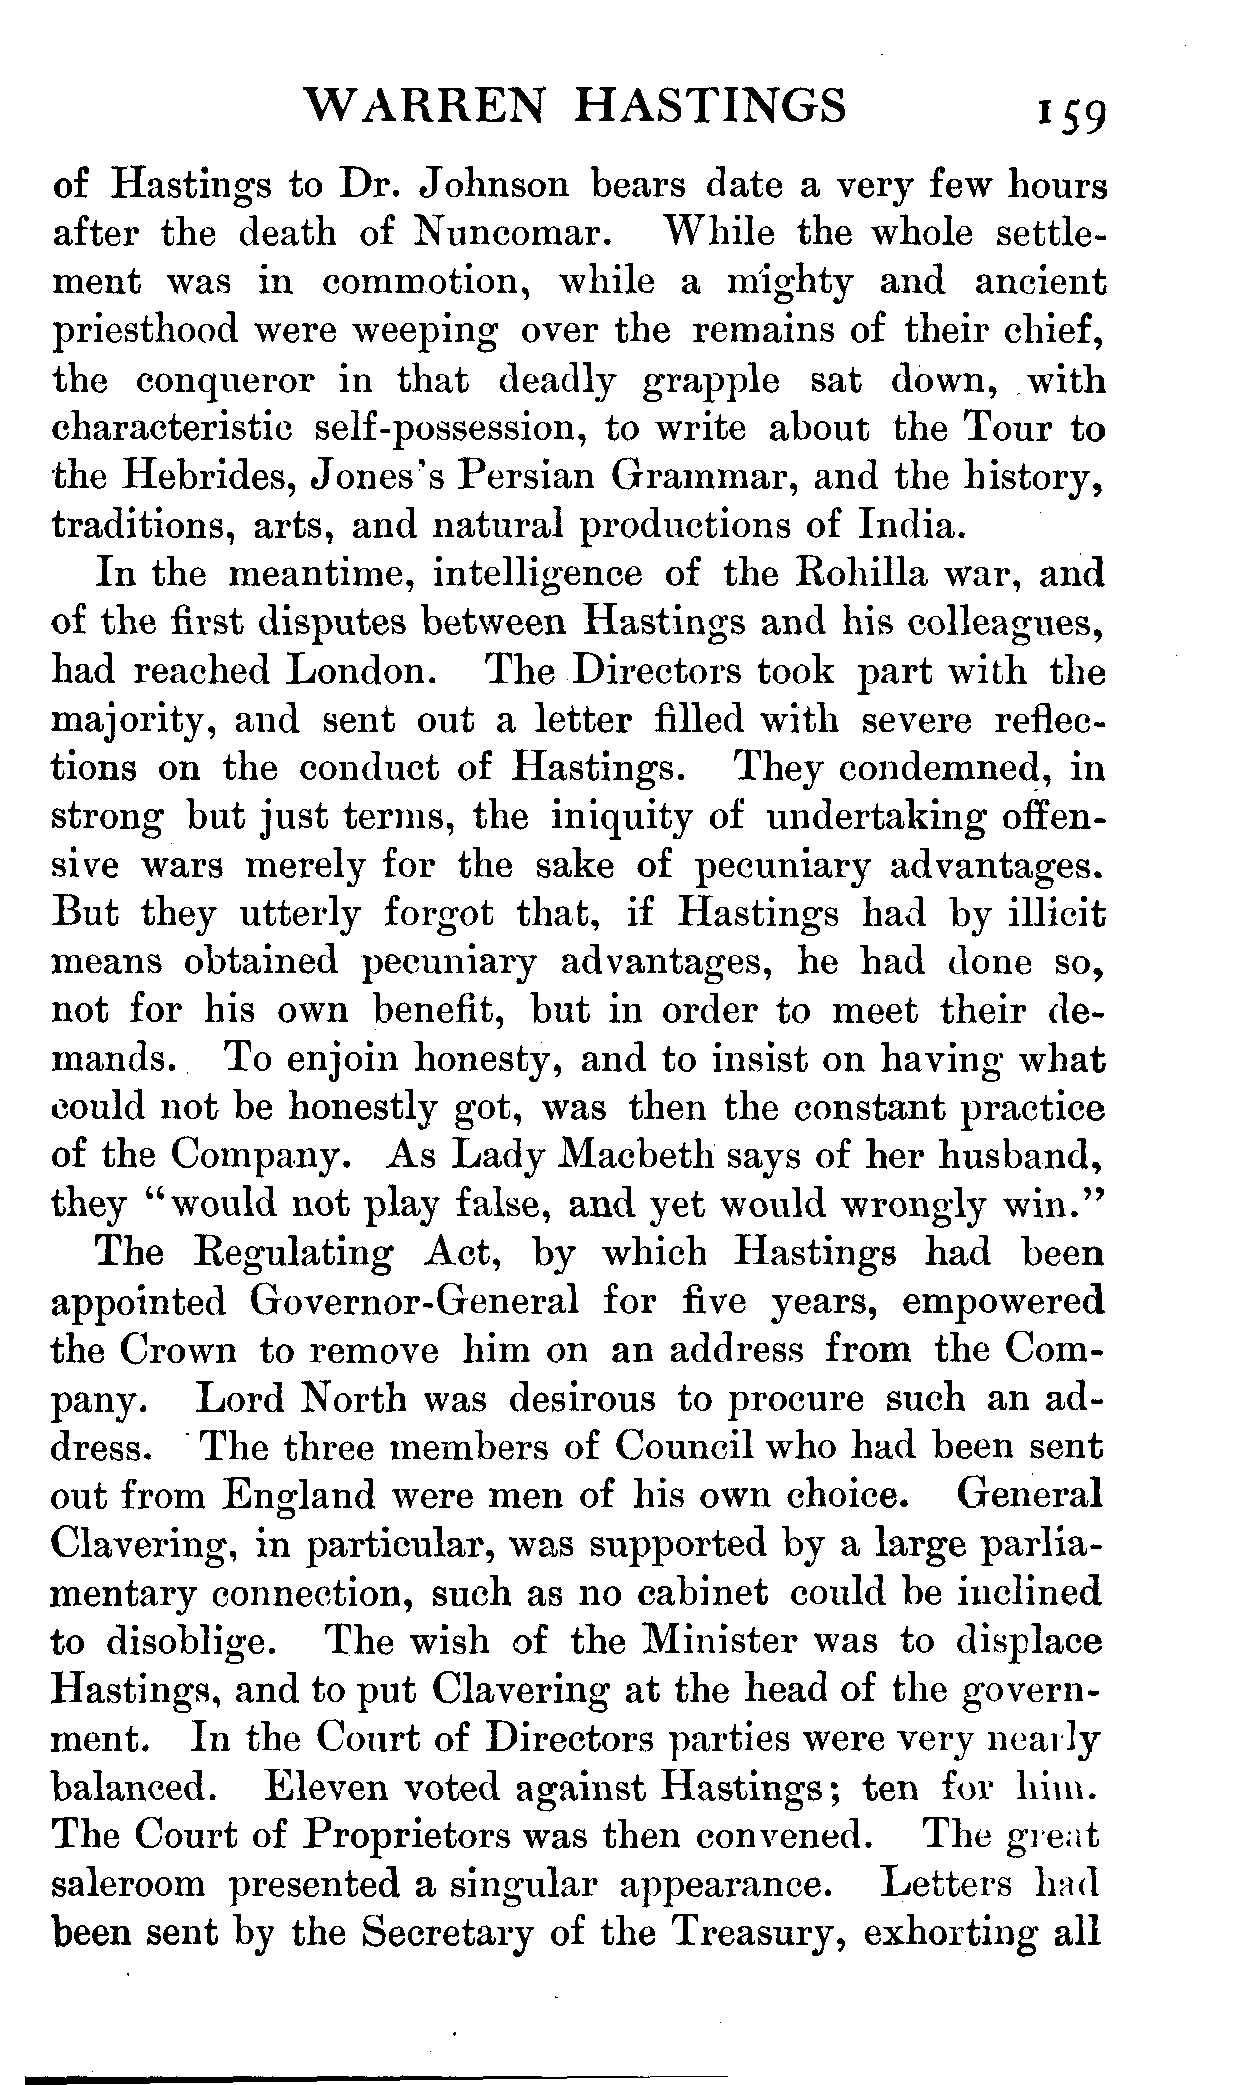 WARREN HASTINGS 159
of Hastings to Dr. Johnson bears date a very few hours
after the death of Nuncomar. While the whole settle-
ment was in commotion, while a mighty and ancient
priesthood were weeping over the remains of their chief,
the conqueror in that deadly grapple sat down, with
characteristic self-possession, to write about the Tour to
the Hebrides, Jones's Persian Grammar, and the history,
traditions, arts, and natural productions of India.
In the meantime, intelligence of the Rohilla war, and
of the first disputes between Hastings and his colleagues,
had reached London. The Directors took part with the
majority, and sent out a letter filled with severe reflec-
tions on the conduct of Hastings. They condemned, in
strong but just terms, the iniquity of undertaking offen-
sive wars merely for the sake of pecuniary advantages.
But they utterly forgot that, if Hastings had by illicit
means obtained pecuniary advantages, he had done so,
not for his own benefit, but in order to meet their de-
mands. To enjoin honesty, and to insist on having what
could not be honestly got, was then the constant practice
of the Company. As Lady Macbeth says of her husband,
they “would not play false, and yet would wrongly win.”
The Regulating Act, by which Hastings had been
appointed Governor-General for five years, empowered
the Crown to remove him on an address from the Com-
pany. Lord North was desirous to procure such an ad-
dress. The three members of Council who had been sent
out from England were men of his own choice. General
Clavering, in particular, was supported by a large parlia-
mentary connection, such as no cabinet could be inclined
to disoblige. The wish of the Minister was to displace
Hastings, and to put Clavering at the head of the govern-
ment. In the Court of Directors parties were very nearly
balanced. Eleven voted against Hastings; ten for him.
The Court of Proprietors was then convened. The great
saleroom presented a singular appearance. Letters had
been sent by the Secretary of the Treasury, exhorting all